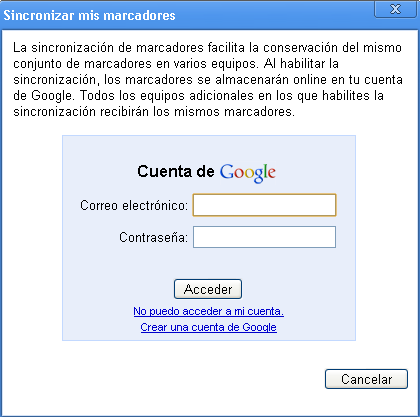 Sincronizar mis marcadores
La sincronización de marcadores facilita la conservación del mismo
conjunto de marcadores en varios equipos. Al habilitar la
sincronización, los marcadores se almacenarán online en tu cuenta
de Google. Todos los equipos adicionales en los que habilites la
sincronización recibirán los mismos marcadores.
Cuenta de Google
Correo electrónico:
Contraseña:
Acceder
No puedo acceder a mi cuenta.
Crear una cuenta de Google
Cancelar